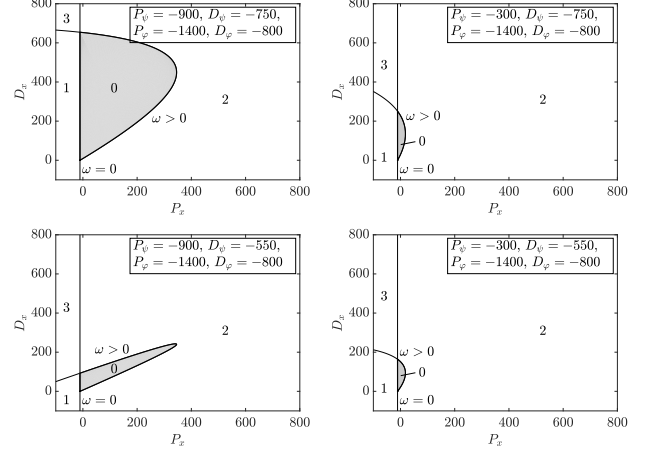 800
600
400
200
0
D_x
3
1
0
2
P_ψ = −900, D_ψ = −750,
P_φ = −1400, D_φ = −800
ω > 0
ω = 0
0 200 400 600 800
P_x
800
600
400
200
0
D_x
3
1
0
2
P_ψ = −300, D_ψ = −750,
P_φ = −1400, D_φ = −800
ω > 0
ω = 0
0 200 400 600 800
P_x
800
600
400
200
0
D_x
3
1
0
2
P_ψ = −900, D_ψ = −550,
P_φ = −1400, D_φ = −800
ω > 0
ω = 0
0 200 400 600 800
P_x
800
600
400
200
0
D_x
3
1
0
2
P_ψ = −300, D_ψ = −550,
P_φ = −1400, D_φ = −800
ω > 0
ω = 0
0 200 400 600 800
P_x